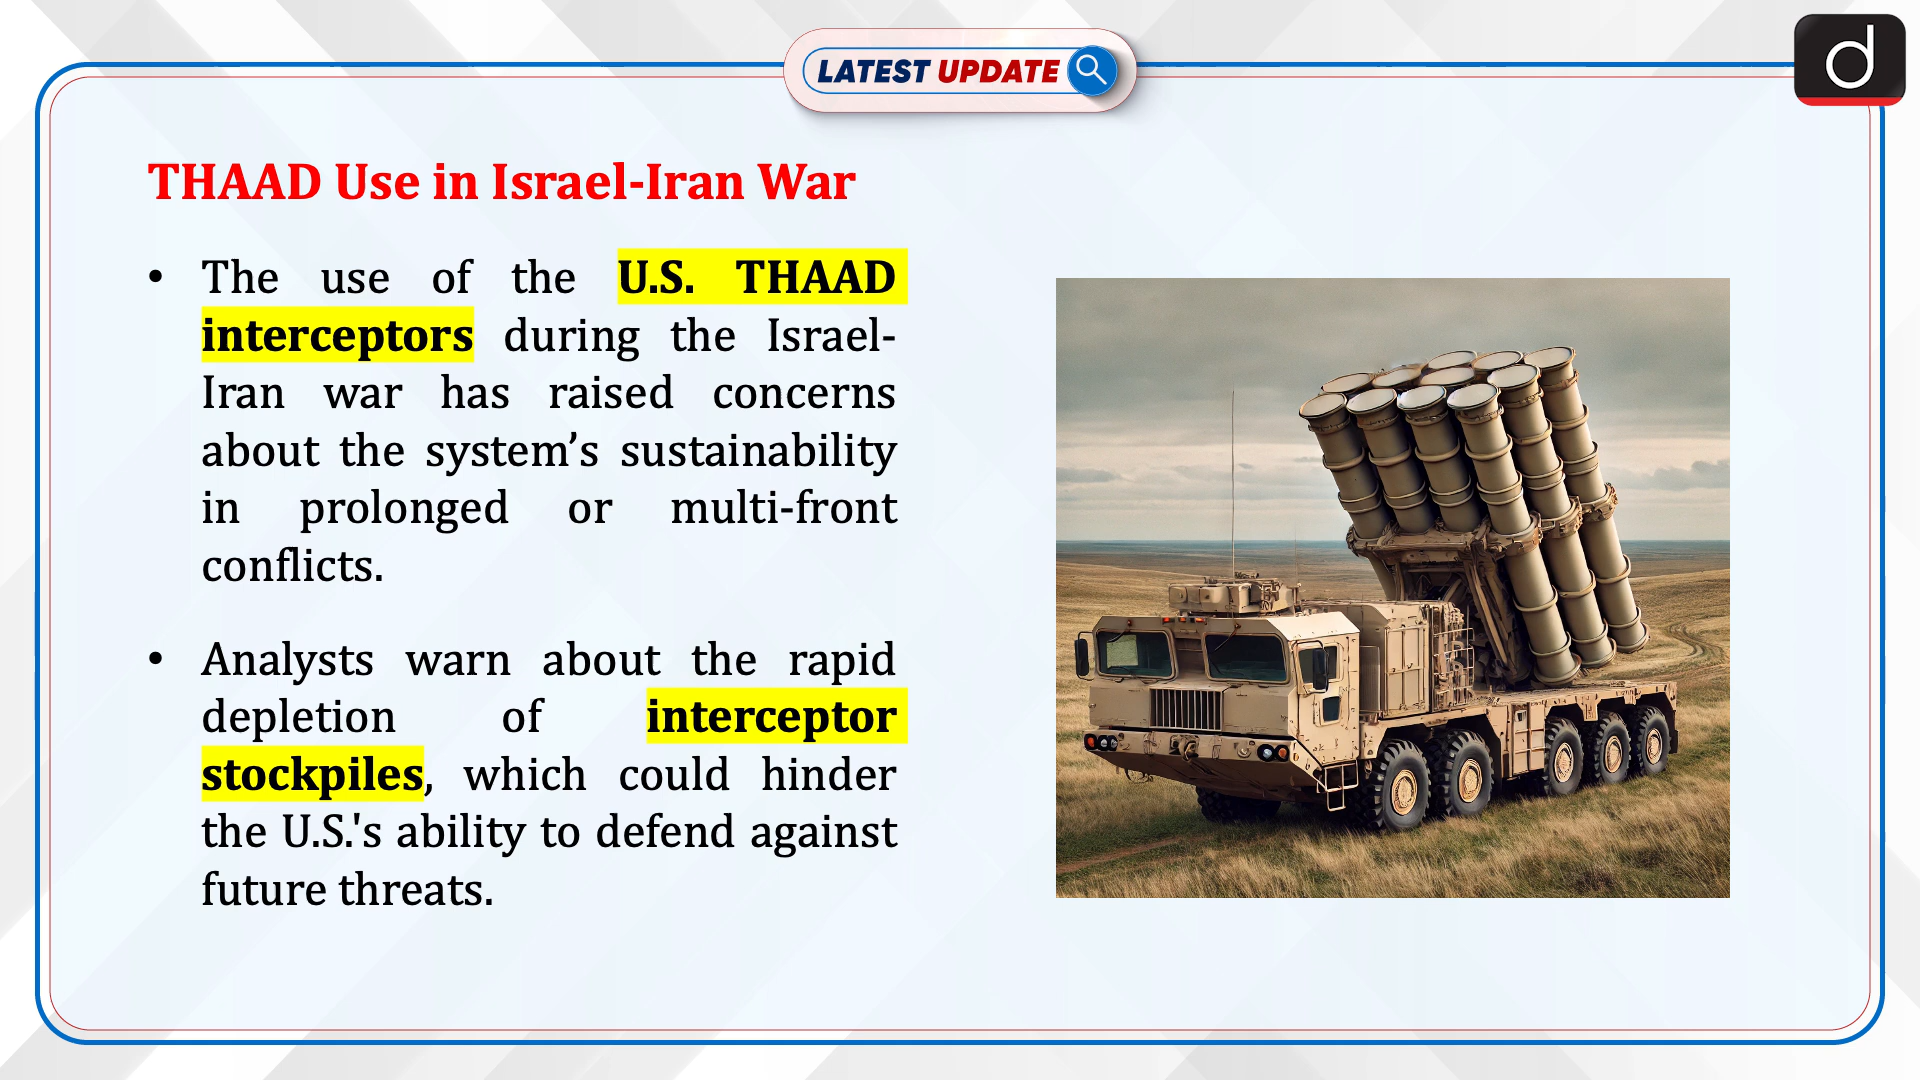 LATEST UPDATE
d
THAAD Use in Israel-Iran War
• The use of the U.S. THAAD
interceptors during the Israel-
Iran war has raised concerns
about the system’s sustainability
in prolonged or multi-front
conflicts.
• Analysts warn about the rapid
depletion of interceptor
stockpiles, which could hinder
the U.S.'s ability to defend against
future threats.